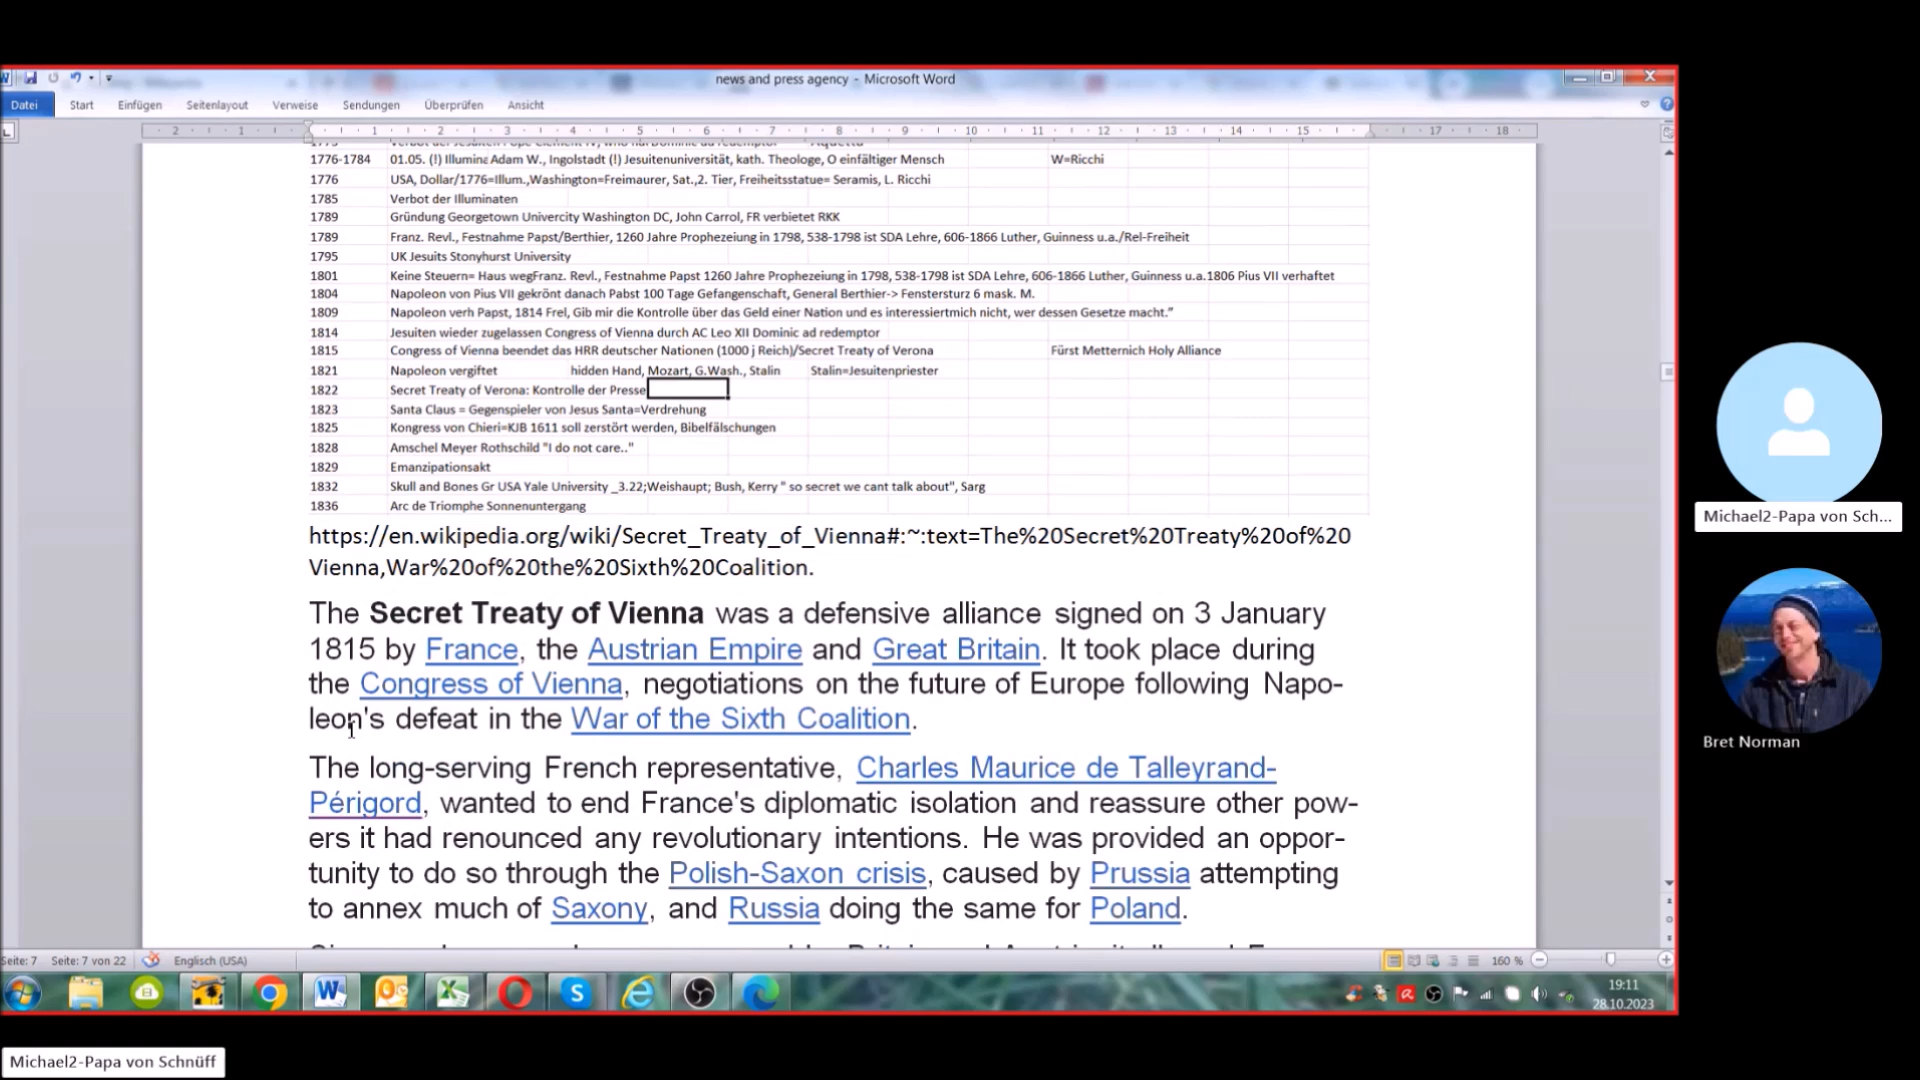 news and press agency - Microsoft Word
Datei Start Einfügen Seitenlayout Verweise Sendungen Überprüfen Ansicht
2 1 1 2 3 4 5 6 7 8 9 10 11 12 13 14 15 17 18
1776-1784 01.05. (!) Illumina Adam W., Ingolstadt (!) Jesuitenuniversität, kath. Theologe, O einfältiger Mensch W=Ricchi
1776 USA, Dollar/1776=Illum.,Washington=Freimaurer, Sat.,2. Tier, Freiheitsstatue= Seramis, L. Ricchi
1785 Verbot der Illuminaten
1789 Gründung Georgetown Univercity Washington DC, John Carrol, FR verbietet RKK
1789 Franz. Revl., Festnahme Papst/Berthier, 1260 Jahre Prophezeiung in 1798, 538-1798 ist SDA Lehre, 606-1866 Luther, Guinness u.a./Rel-Freiheit
1795 UK Jesuits Stonyhurst University
1801 Keine Steuern= Haus wegFranz. Revl., Festnahme Papst 1260 Jahre Prophezeiung in 1798, 538-1798 ist SDA Lehre, 606-1866 Luther, Guinness u.a.1806 Pius VII verhaftet
1804 Napoleon von Pius VII gekrönt danach Pabst 100 Tage Gefangenschaft, General Berthier-> Fenstersturz 6 mask. M.
1809 Napoleon verh Papst, 1814 Frel, Gib mir die Kontrolle über das Geld einer Nation und es interessiertmich nicht, wer dessen Gesetze macht."
1814 Jesuiten wieder zugelassen Congress of Vienna durch AC Leo XII Dominic ad redemptor
1815 Congress of Vienna beendet das HRR deutscher Nationen (1000 j Reich)/Secret Treaty of Verona Fürst Metternich Holy Alliance
1821 Napoleon vergiftet hidden Hand, Mozart, G.Wash., Stalin Stalin=Jesuitenpriester
1822 Secret Treaty of Verona: Kontrolle der Presse
1823 Santa Claus = Gegenspieler von Jesus Santa=Verdrehung
1825 Kongress von Chieri=KJB 1611 soll zerstört werden, Bibelfälschungen
1828 Amschel Meyer Rothschild "I do not care.."
1829 Emanzipationsakt
1832 Skull and Bones Gr USA Yale University _3.22;Weishaupt; Bush, Kerry " so secret we cant talk about", Sarg
1836 Arc de Triomphe Sonnenuntergang
https://en.wikipedia.org/wiki/Secret_Treaty_of_Vienna#:~:text=The%20Secret%20Treaty%20of%20
Vienna,War%20of%20the%20Sixth%20Coalition.
The Secret Treaty of Vienna was a defensive alliance signed on 3 January
1815 by France, the Austrian Empire and Great Britain. It took place during
the Congress of Vienna, negotiations on the future of Europe following Napo-
leon's defeat in the War of the Sixth Coalition.
The long-serving French representative, Charles Maurice de Talleyrand-
Périgord, wanted to end France's diplomatic isolation and reassure other pow-
ers it had renounced any revolutionary intentions. He was provided an oppor-
tunity to do so through the Polish-Saxon crisis, caused by Prussia attempting
to annex much of Saxony, and Russia doing the same for Poland.
Seite: 7 Seite: 7 von 22 Englisch (USA) 160 %
19:11
28.10.2023
Michael2-Papa von Sch...
Bret Norman
Michael2-Papa von Schnüff